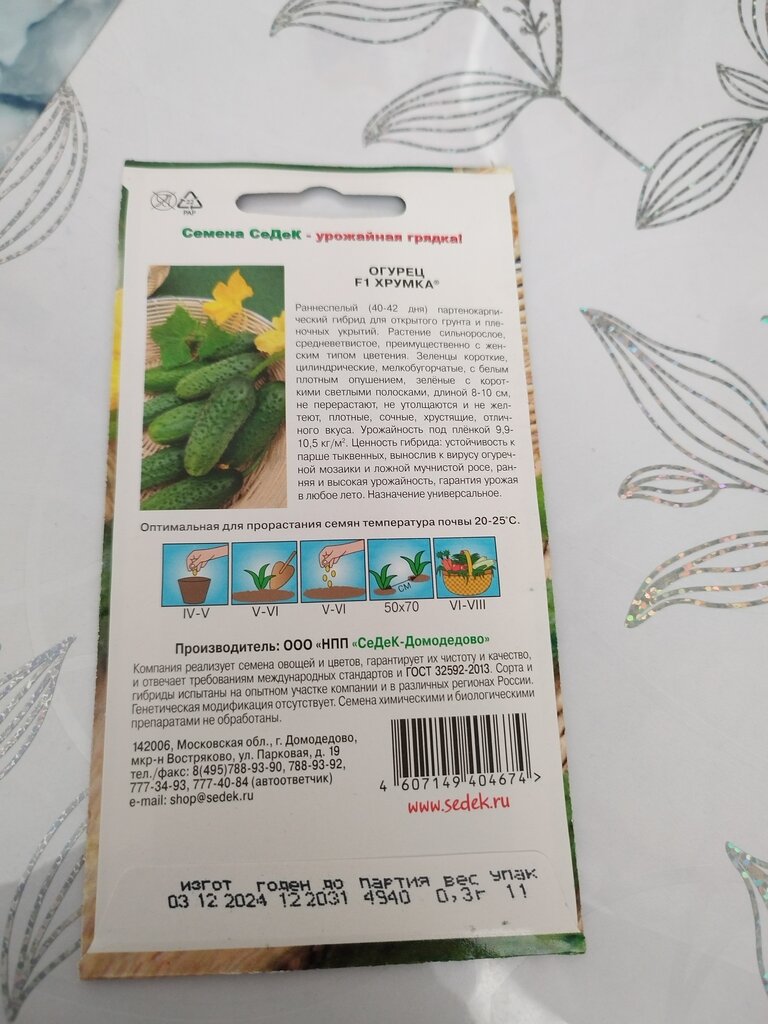 22
PAP
Семена СеДеК - урожайная грядка!
ОГУРЕЦ
F1 ХРУМКА®
Раннеспелый (40-42 дня) партенокарпи-
ческий гибрид для открытого грунта и пле-
ночных укрытий. Растение сильнорослое,
средневетвистое, преимущественно с жен-
ским типом цветения. Зеленцы короткие,
цилиндрические, мелкобугорчатые, с белым
плотным опушением, зелёные с корот-
кими светлыми полосками, длиной 8-10 см,
не перерастают, не утолщаются и не жел-
теют, плотные, сочные, хрустящие, отлич-
ного вкуса. Урожайность под плёнкой 9,9-
10,5 кг/м². Ценность гибрида: устойчивость к
парше тыквенных, вынослив к вирусу огуреч-
ной мозаики и ложной мучнистой росе, ран-
няя и высокая урожайность, гарантия урожая
в любое лето. Назначение универсальное.
Оптимальная для прорастания семян температура почвы 20-25°С.
СМ
IV-V V-VI V-VI 50х70 VI-VIII
Производитель: ООО «НПП «СеДеК-Домодедово»
Компания реализует семена овощей и цветов, гарантирует их чистоту и качество,
и отвечает требованиям международных стандартов и ГОСТ 32592-2013. Сорта и
гибриды испытаны на опытном участке компании и в различных регионах России.
Генетическая модификация отсутствует. Семена химическими и биологическими
препаратами не обработаны.
142006, Московская обл., г. Домодедово,
мкр-н Востряково, ул. Парковая, д. 19
тел./факс: 8(495)788-93-90, 788-93-92,
777-34-93, 777-40-84 (автоответчик)
e-mail: shop@sedek.ru
4 607149 404674 >
www.sedek.ru
изгот годен до партия вес упак
03 12 2024 12 2031 4940 0,3г 11